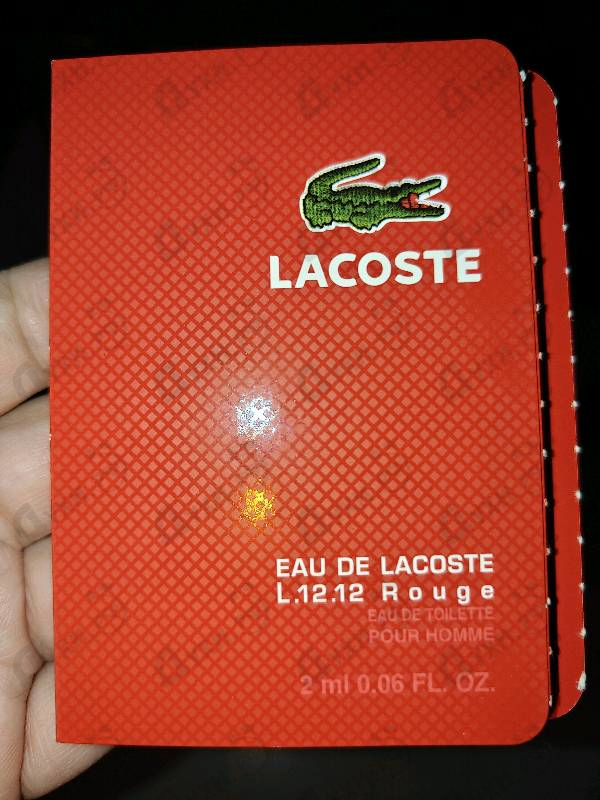 LACOSTE
EAU DE LACOSTE
L.12.12 Rouge
EAU DE TOILETTE
POUR HOMME
2 ml 0.06 FL. OZ.